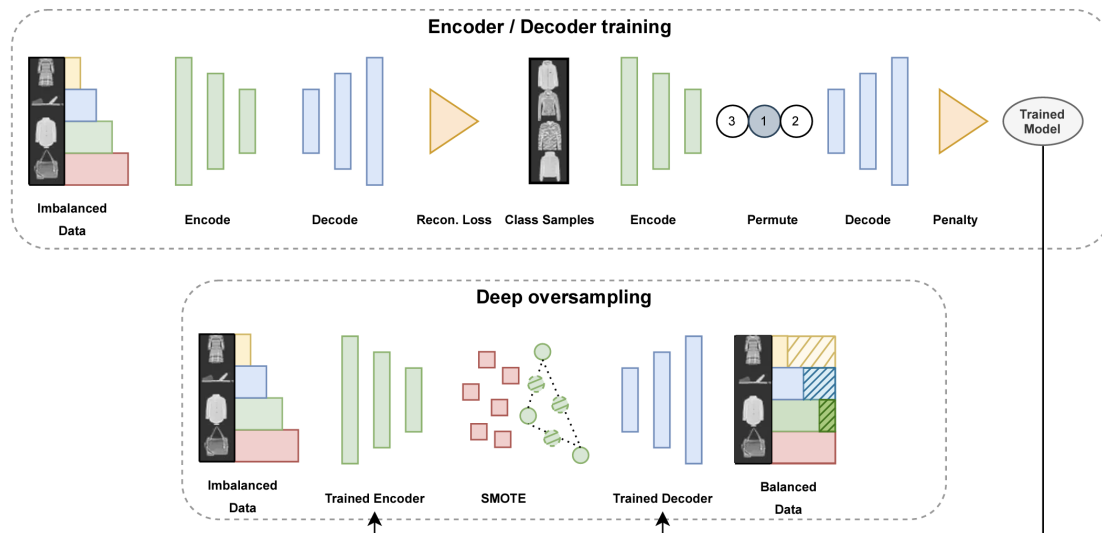 Encoder / Decoder training
3 1 2
Trained
Model
Imbalanced
Data
Encode
Decode
Recon. Loss
Class Samples
Encode
Permute
Decode
Penalty
Deep oversampling
Imbalanced
Data
Trained Encoder
SMOTE
Trained Decoder
Balanced
Data